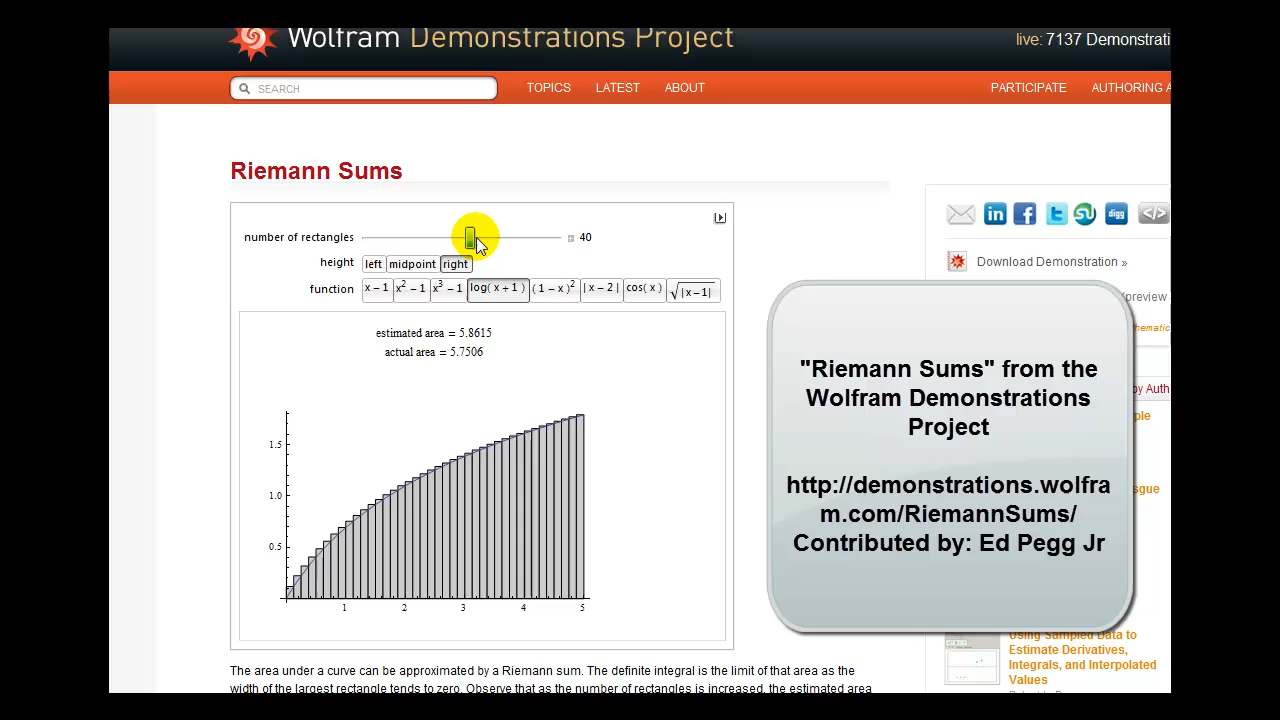 Wolfram Demonstrations Project
live: 7137 Demonstrati
SEARCH
TOPICS
LATEST
ABOUT
PARTICIPATE
AUTHORING A
Riemann Sums
number of rectangles
40
height
left
midpoint
right
function
x − 1
x² − 1
x³ − 1
log( x + 1 )
( 1 − x )²
| x − 2 |
cos( x )
√|x−1|
estimated area = 5.8615
actual area = 5.7506
1.5
1.0
0.5
1
2
3
4
5
in
f
t
digg
</>
Download Demonstration »
preview
by Auth
"Riemann Sums" from the
Wolfram Demonstrations
Project
http://demonstrations.wolfra
m.com/RiemannSums/
Contributed by: Ed Pegg Jr
Using Sampled Data to
Estimate Derivatives,
Integrals, and Interpolated
Values
The area under a curve can be approximated by a Riemann sum. The definite integral is the limit of that area as the
width of the largest rectangle tends to zero. Observe that as the number of rectangles is increased, the estimated area